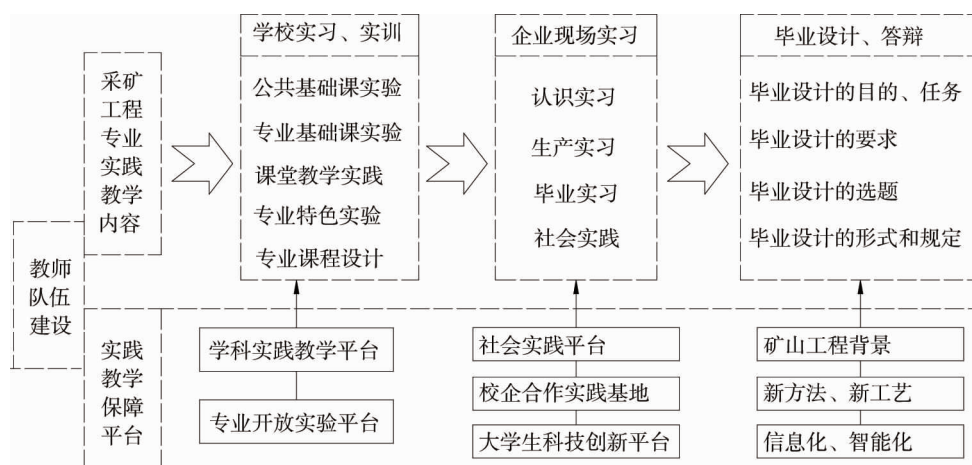 采矿
工程
专业
实践
教学
内容
教师
队伍
建设
实践
教学
保障
平台
学校实习、实训
公共基础课实验
专业基础课实验
课堂教学实践
专业特色实验
专业课程设计
企业现场实习
认识实习
生产实习
毕业实习
社会实践
毕业设计、答辩
毕业设计的目的、任务
毕业设计的要求
毕业设计的选题
毕业设计的形式和规定
学科实践教学平台
专业开放实验平台
社会实践平台
校企合作实践基地
大学生科技创新平台
矿山工程背景
新方法、新工艺
信息化、智能化